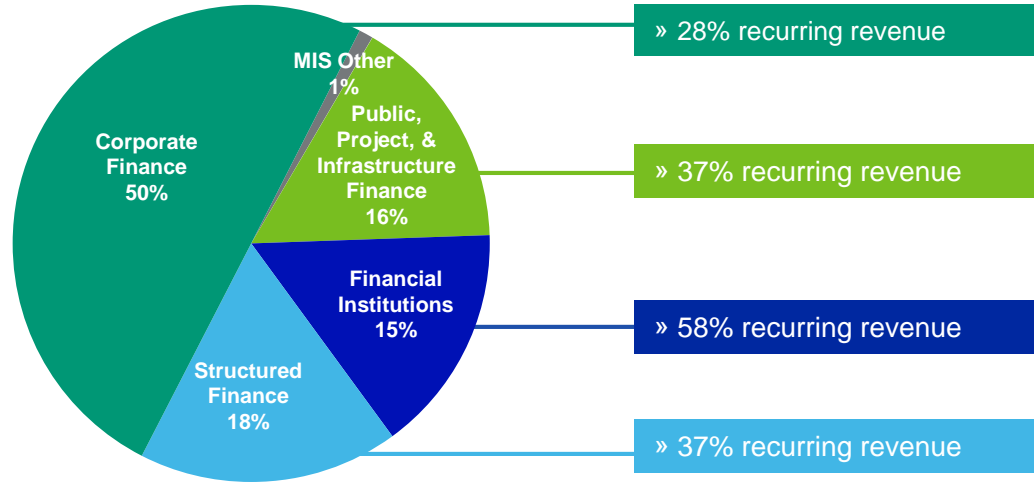 » 28% recurring revenue
MIS Other
1%
Public,
Project, &
Infrastructure
Finance
16%
Corporate
Finance
50%
» 37% recurring revenue
Financial
Institutions
15%
» 58% recurring revenue
Structured
Finance
18%
» 37% recurring revenue